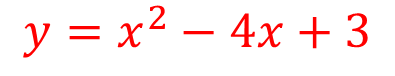 y = x² − 4x + 3